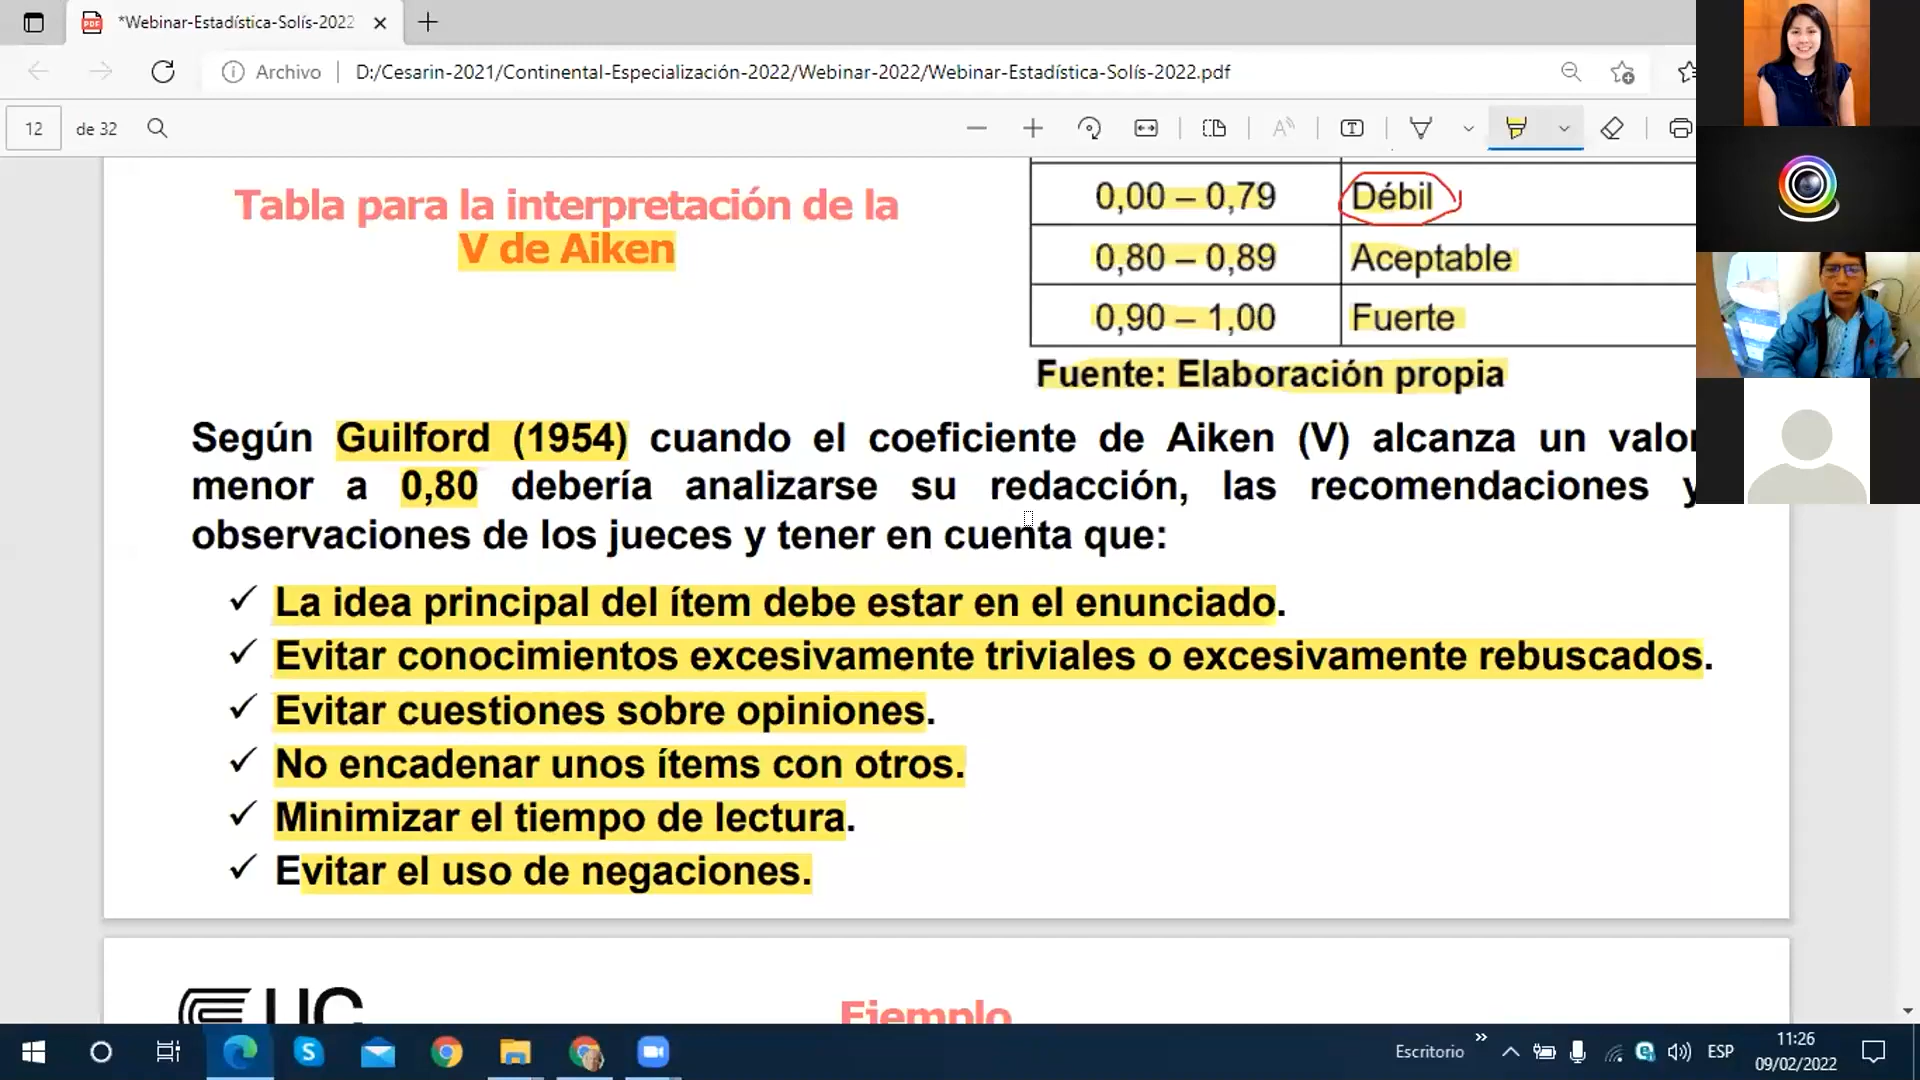 *Webinar-Estadística-Solís-2022
Archivo
D:/Cesarin-2021/Continental-Especialización-2022/Webinar-2022/Webinar-Estadística-Solís-2022.pdf
12 de 32
Tabla para la interpretación de la
V de Aiken
0,00 – 0,79 Débil
0,80 – 0,89 Aceptable
0,90 – 1,00 Fuerte
Fuente: Elaboración propia
Según Guilford (1954) cuando el coeficiente de Aiken (V) alcanza un valor
menor a 0,80 debería analizarse su redacción, las recomendaciones y
observaciones de los jueces y tener en cuenta que:
✓ La idea principal del ítem debe estar en el enunciado.
✓ Evitar conocimientos excesivamente triviales o excesivamente rebuscados.
✓ Evitar cuestiones sobre opiniones.
✓ No encadenar unos ítems con otros.
✓ Minimizar el tiempo de lectura.
✓ Evitar el uso de negaciones.
UC
Ejemplo
Escritorio
ESP
11:26
09/02/2022